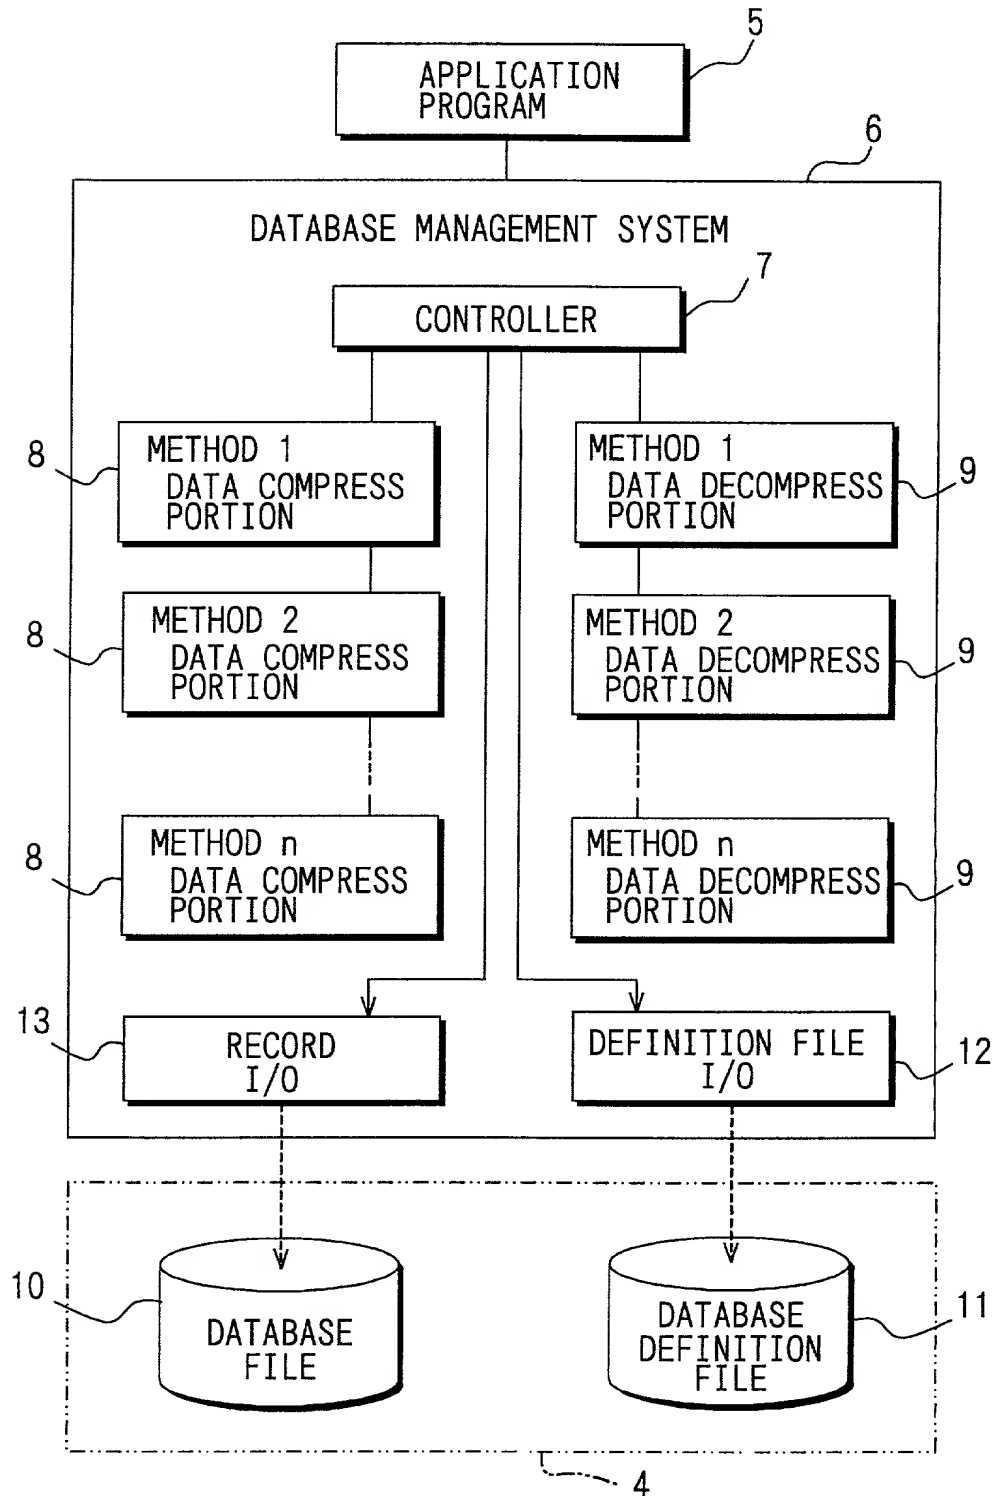 5
APPLICATION
PROGRAM
6
DATABASE MANAGEMENT SYSTEM
7
CONTROLLER
8
METHOD 1
DATA COMPRESS
PORTION
METHOD 1
DATA DECOMPRESS
PORTION
9
8
METHOD 2
DATA COMPRESS
PORTION
METHOD 2
DATA DECOMPRESS
PORTION
9
8
METHOD n
DATA COMPRESS
PORTION
METHOD n
DATA DECOMPRESS
PORTION
9
13
RECORD
I/O
DEFINITION FILE
I/O
12
10
DATABASE
FILE
DATABASE
DEFINITION
FILE
11
4